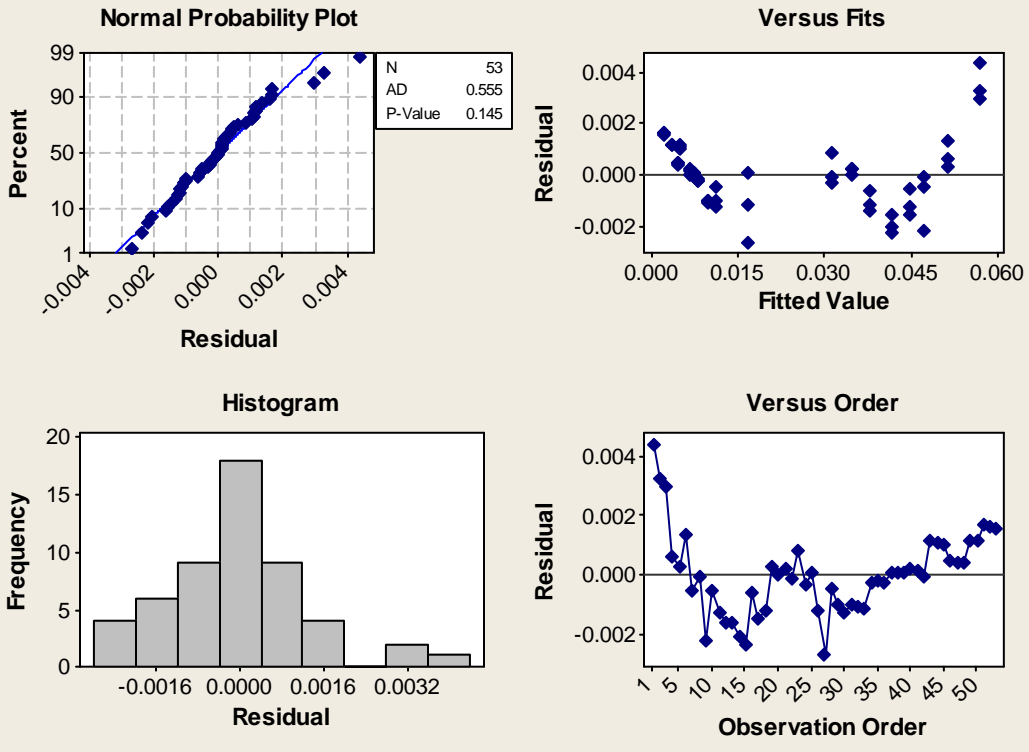 Normal Probability Plot
99
90
50
10
1
Percent
-0.004
-0.002
0.000
0.002
0.004
Residual
N 53
AD 0.555
P-Value 0.145
Versus Fits
0.004
0.002
0.000
-0.002
Residual
0.000
0.015
0.030
0.045
0.060
Fitted Value
Histogram
20
15
10
5
0
Frequency
-0.0016
0.0000
0.0016
0.0032
Residual
Versus Order
0.004
0.002
0.000
-0.002
Residual
1
5
10
15
20
25
30
35
40
45
50
Observation Order